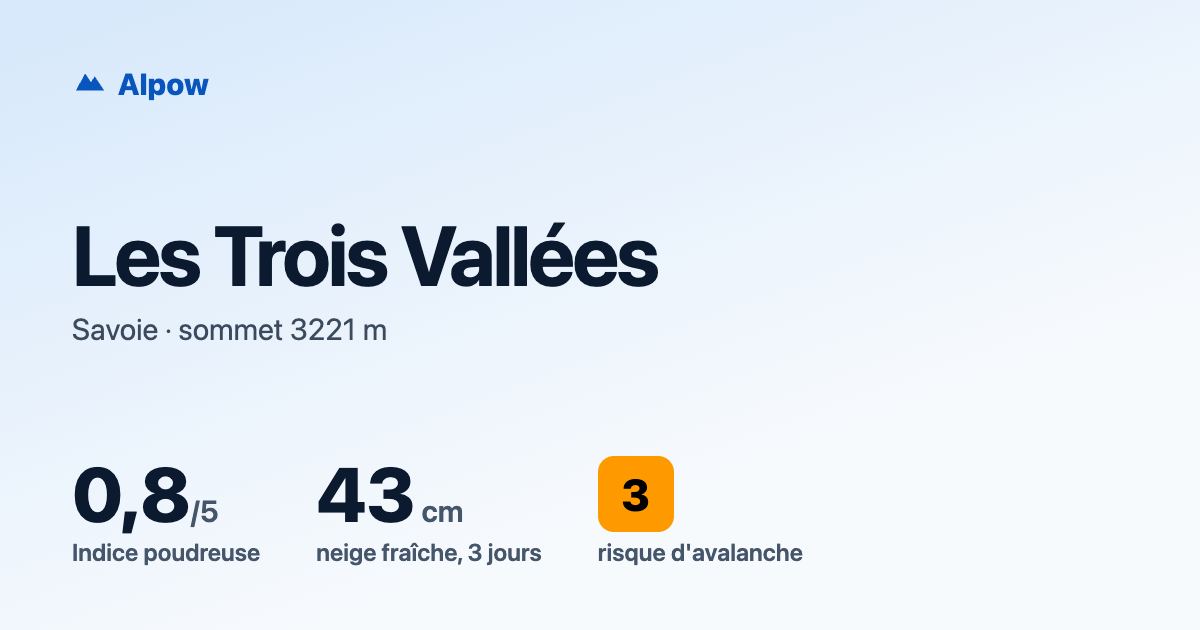 Alpow
Les Trois Vallées
Savoie · sommet 3221 m
0,8/5
Indice poudreuse
43 cm
neige fraîche, 3 jours
3
risque d'avalanche